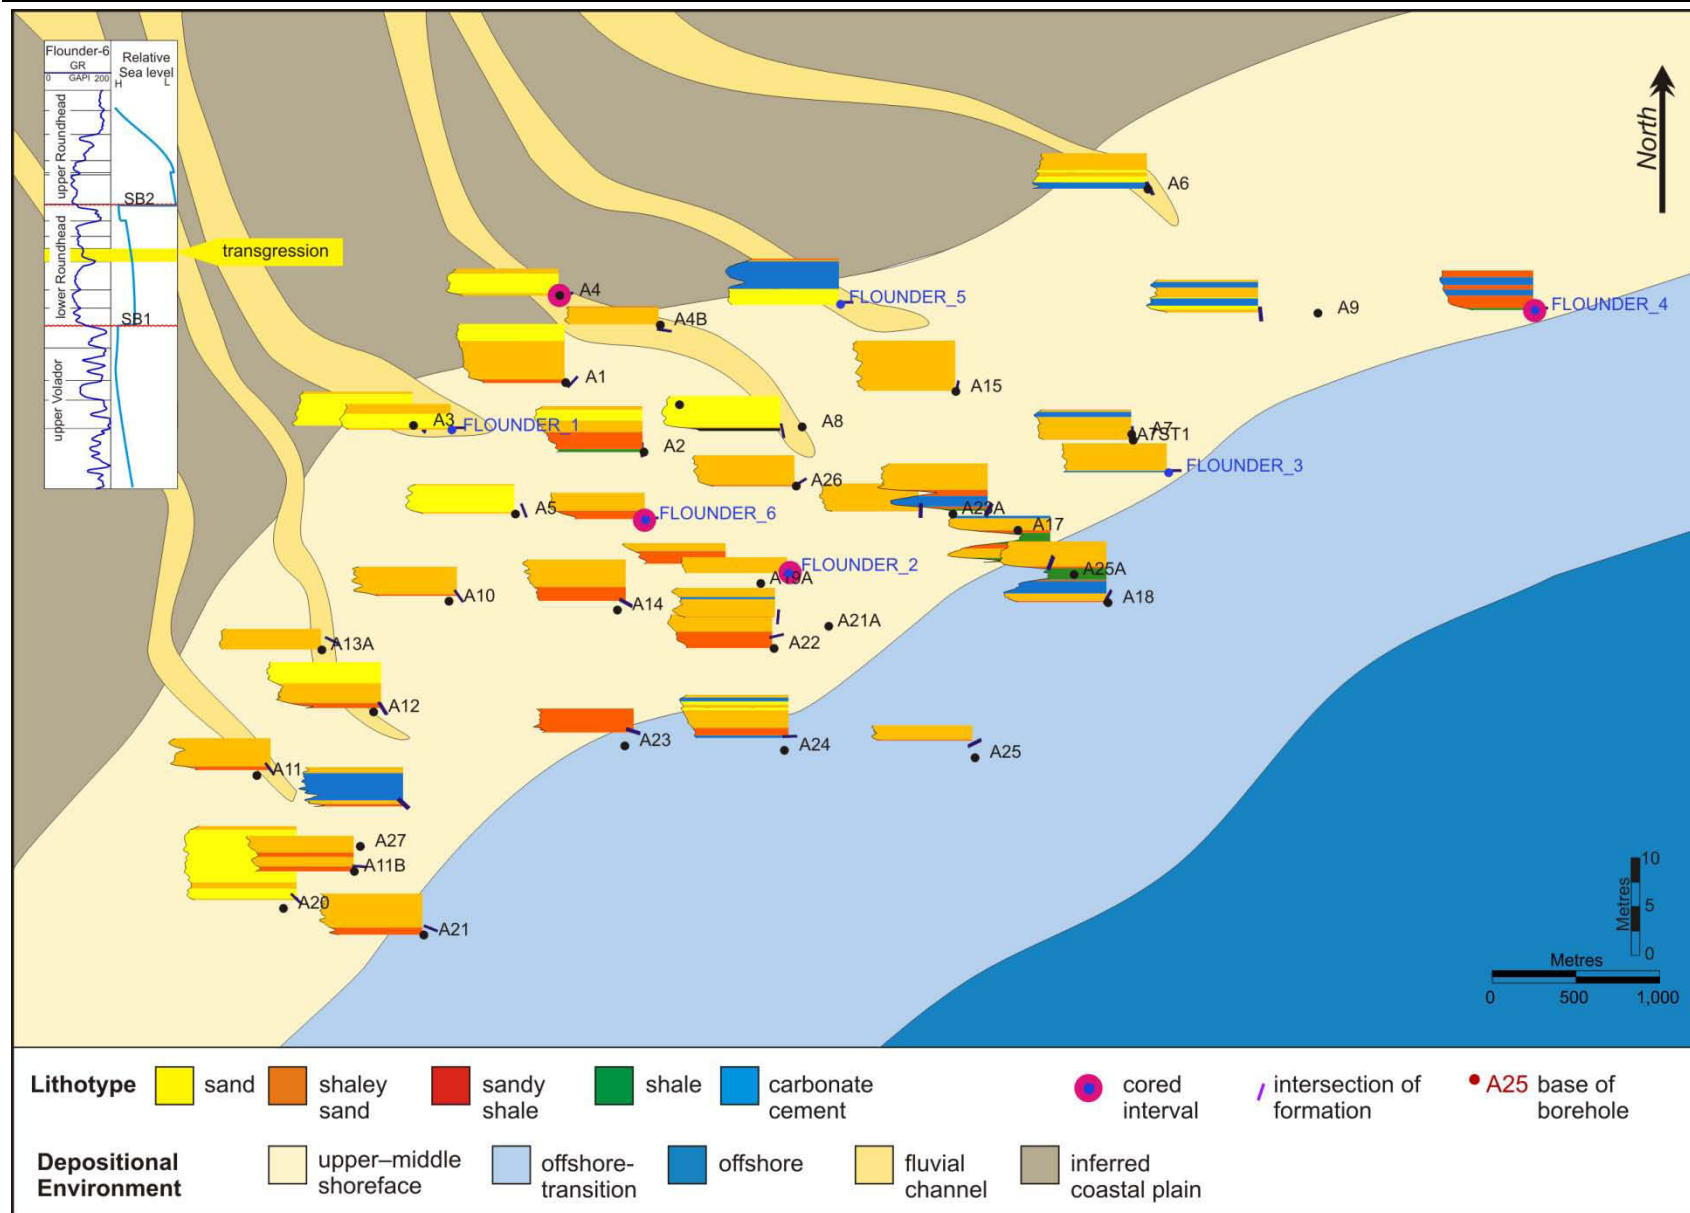 Flounder-6
GR
0 GAPI 200
Relative
Sea level
H L
upper Roundhead
lower Roundhead
upper Volador
SB2
SB1
transgression
North
A6
A4
FLOUNDER_5
A9
FLOUNDER_4
A4B
A1
A15
A3
FLOUNDER_1
A2
A8
A7
A7ST1
FLOUNDER_3
A26
A5
FLOUNDER_6
A22A
A17
FLOUNDER_2
A19A
A25A
A10
A14
A18
A21A
A13A
A22
A12
A23
A24
A25
A11
A27
A11B
A20
A21
10
5
0
Metres
Metres
0 500 1,000
Lithotype sand shaley sandy shale carbonate cored intersection of A25 base of
sand shale cement interval formation borehole
Depositional upper–middle offshore- offshore fluvial inferred
Environment shoreface transition channel coastal plain